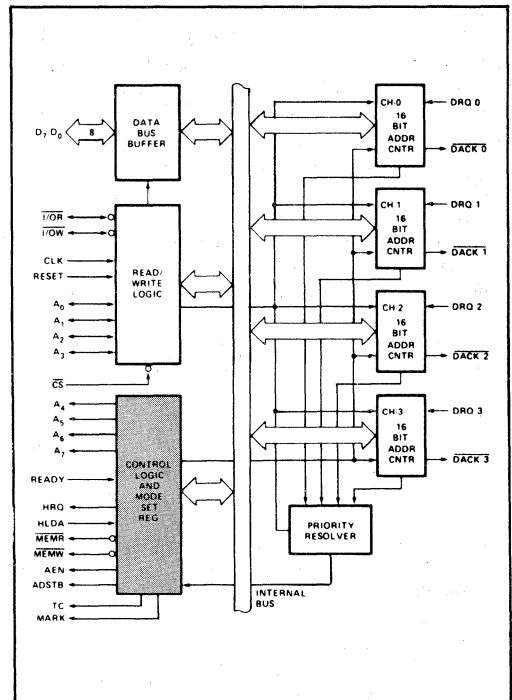 D7 D0
8
DATA
BUS
BUFFER
I/OR
I/OW
CLK
RESET
A0
A1
A2
A3
CS
READ/
WRITE
LOGIC
A4
A5
A6
A7
READY
HRQ
HLDA
MEMR
MEMW
AEN
ADSTB
TC
MARK
CONTROL
LOGIC
AND
MODE
SET
REG
INTERNAL
BUS
CH-0
16
BIT
ADDR
CNTR
DRQ 0
DACK 0
CH 1
16
BIT
ADDR
CNTR
DRQ 1
DACK 1
CH 2
16
BIT
ADDR
CNTR
DRQ 2
DACK 2
CH-3
16
BIT
ADDR
CNTR
DRQ 3
DACK 3
PRIORITY
RESOLVER